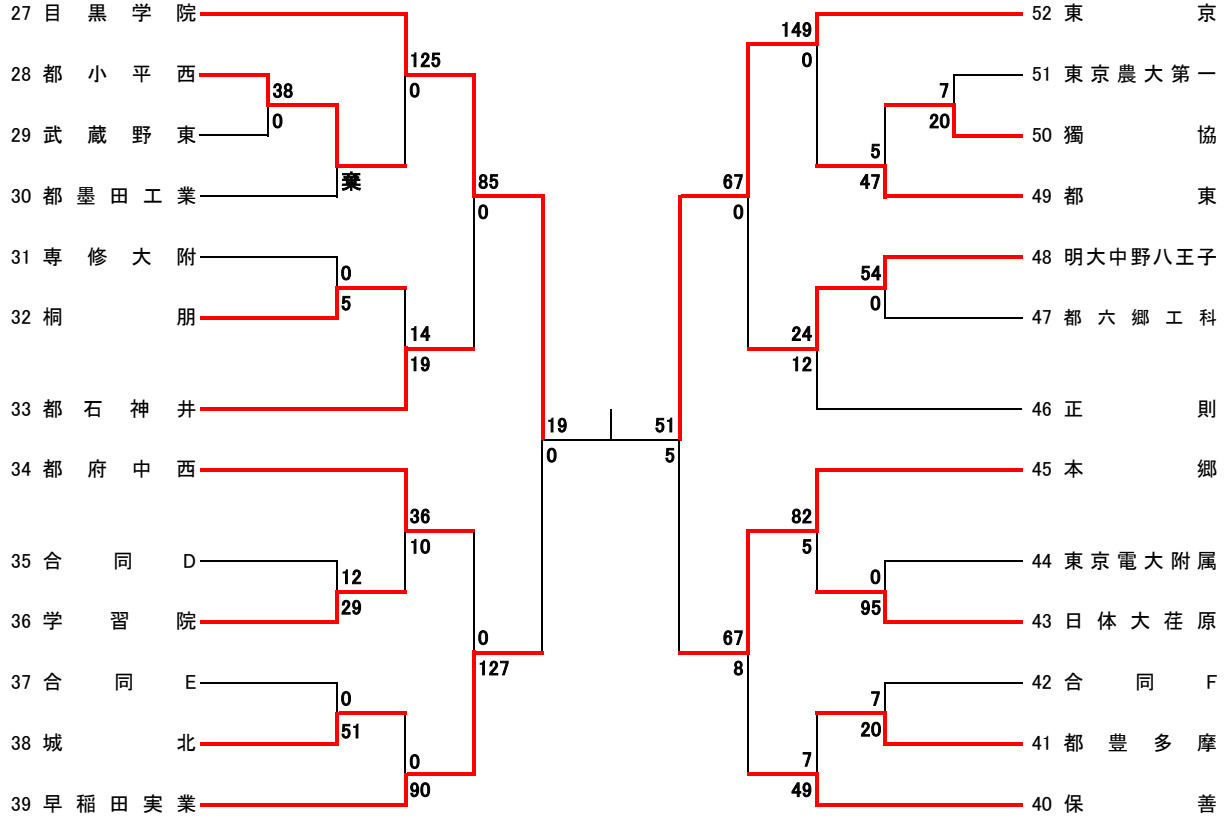 27 目黒学院
125
0
28 都小平西
38
0
29 武蔵野東
棄
30 都墨田工業
85
0
31 専修大附
0
5
32 桐朋
14
19
33 都石神井
19
0
34 都府中西
36
10
35 合同D
12
29
36 学習院
0
127
37 合同E
0
51
38 城北
0
90
39 早稲田実業
52 東京
149
0
51 東京農大第一
7
20
50 獨協
5
47
49 都東
67
0
48 明大中野八王子
54
0
47 都六郷工科
24
12
46 正則
51
5
45 本郷
82
5
44 東京電大附属
0
95
43 日体大荏原
67
8
42 合同F
7
20
41 都豊多摩
7
49
40 保善